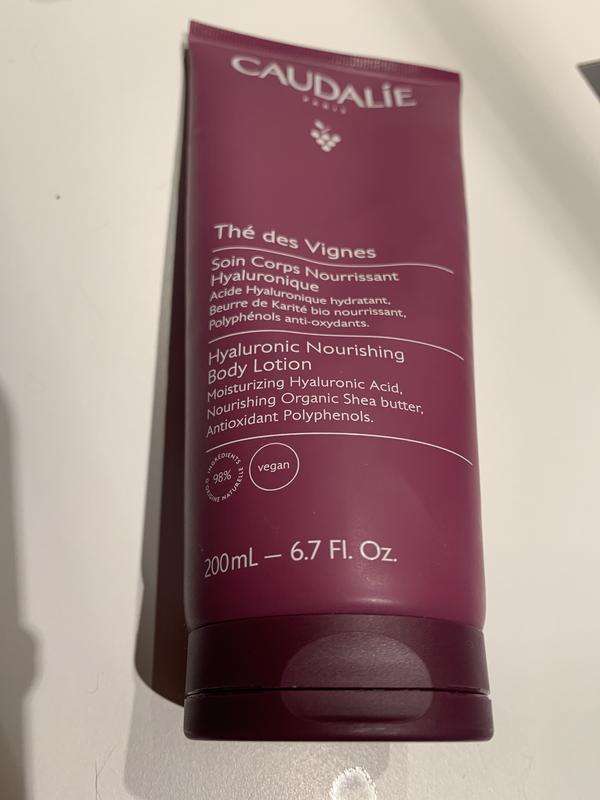 CAUDALÍE
PARIS
Thé des Vignes
Soin Corps Nourrissant
Hyaluronique
Acide Hyaluronique hydratant,
Beurre de Karité bio nourrissant,
Polyphénols anti-oxydants.
Hyaluronic Nourishing
Body Lotion
Moisturizing Hyaluronic Acid,
Nourishing Organic Shea butter,
Antioxidant Polyphenols.
INGRÉDIENTS
98%
D'ORIGINE NATURELLE
vegan
200mL – 6.7 Fl. Oz.